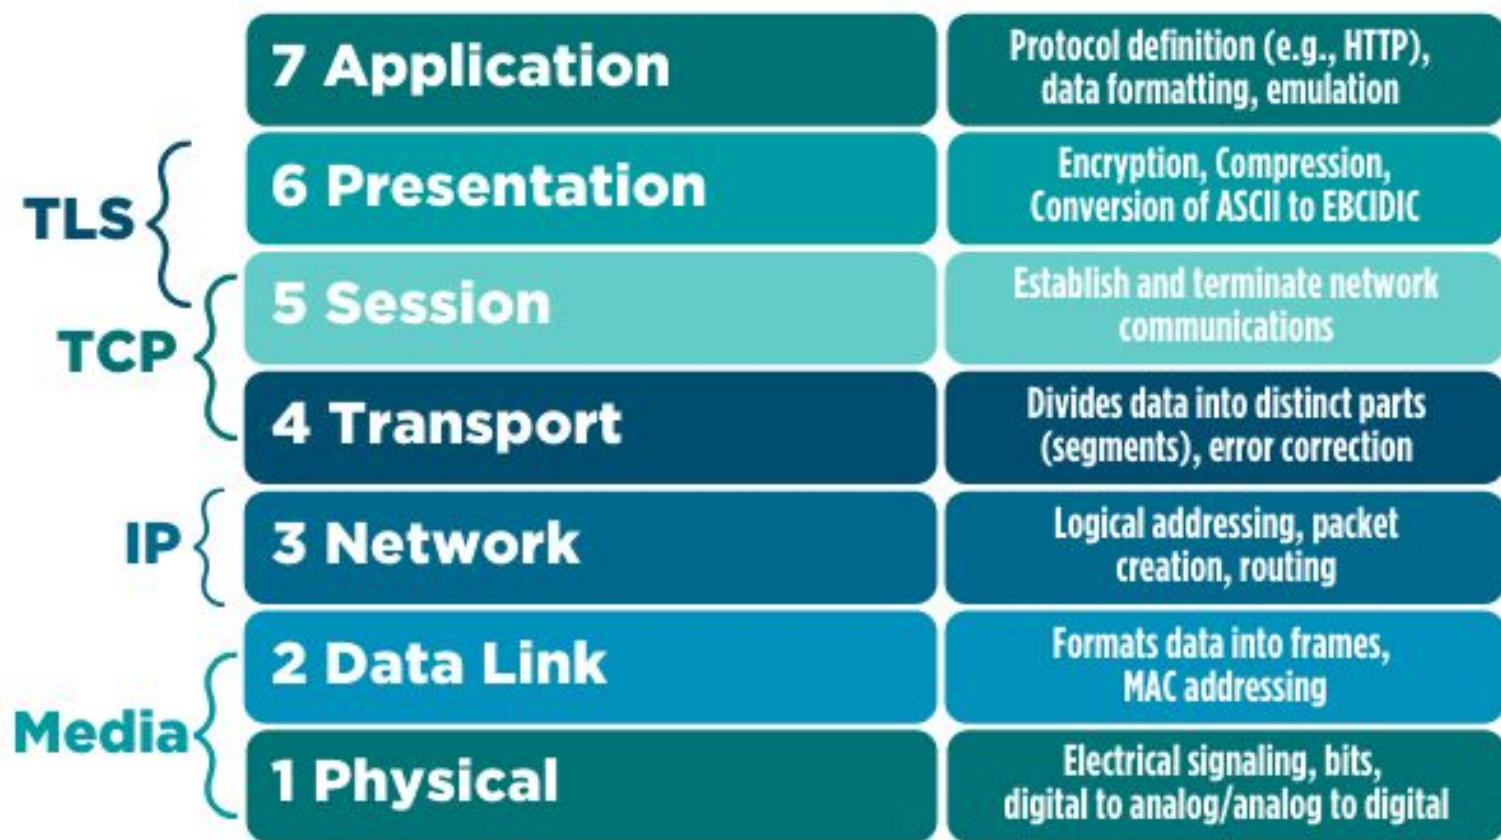 7 Application
Protocol definition (e.g., HTTP),
data formatting, emulation
TLS
6 Presentation
Encryption, Compression,
Conversion of ASCII to EBCIDIC
TCP
5 Session
Establish and terminate network
communications
4 Transport
Divides data into distinct parts
(segments), error correction
IP
3 Network
Logical addressing, packet
creation, routing
Media
2 Data Link
Formats data into frames,
MAC addressing
1 Physical
Electrical signaling, bits,
digital to analog/analog to digital